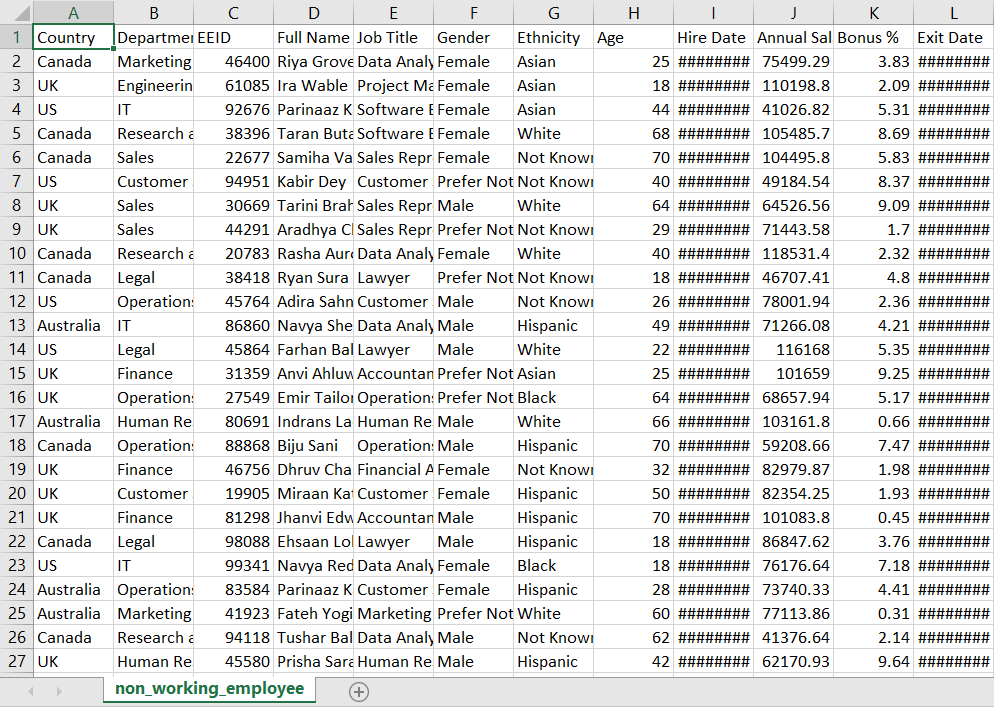 A B C D E F G H I J K L
1 Country Departmer EEID Full Name Job Title Gender Ethnicity Age Hire Date Annual Sal Bonus % Exit Date
2 Canada Marketing 46400 Riya Grove Data Analy Female Asian 25 ######## 75499.29 3.83 ########
3 UK Engineerin 61085 Ira Wable Project Ma Female Asian 18 ######## 110198.8 2.09 ########
4 US IT 92676 Parinaaz K Software E Female Asian 44 ######## 41026.82 5.31 ########
5 Canada Research a 38396 Taran Buta Software E Female White 68 ######## 105485.7 8.69 ########
6 Canada Sales 22677 Samiha Va Sales Repr Female Not Known 70 ######## 104495.8 5.83 ########
7 US Customer 94951 Kabir Dey Customer Prefer Not Not Known 40 ######## 49184.54 8.37 ########
8 UK Sales 30669 Tarini Brah Sales Repr Male White 64 ######## 64526.56 9.09 ########
9 UK Sales 44291 Aradhya Cl Sales Repr Prefer Not Not Known 29 ######## 71443.58 1.7 ########
10 Canada Research a 20783 Rasha Auro Data Analy Female White 40 ######## 118531.4 2.32 ########
11 Canada Legal 38418 Ryan Sura Lawyer Prefer Not Not Known 18 ######## 46707.41 4.8 ########
12 US Operations 45764 Adira Sahn Customer Male Not Known 26 ######## 78001.94 2.36 ########
13 Australia IT 86860 Navya She Data Analy Male Hispanic 49 ######## 71266.08 4.21 ########
14 US Legal 45864 Farhan Bal Lawyer Male White 22 ######## 116168 5.35 ########
15 UK Finance 31359 Anvi Ahluw Accountan Prefer Not Asian 25 ######## 101659 9.25 ########
16 UK Operations 27549 Emir Tailor Operations Prefer Not Black 64 ######## 68657.94 5.17 ########
17 Australia Human Re 80691 Indrans La Human Re Male White 66 ######## 103161.8 0.66 ########
18 Canada Operations 88868 Biju Sani Operations Male Hispanic 70 ######## 59208.66 7.47 ########
19 UK Finance 46756 Dhruv Cha Financial A Female Not Known 32 ######## 82979.87 1.98 ########
20 UK Customer 19905 Miraan Kat Customer Female Hispanic 50 ######## 82354.25 1.93 ########
21 UK Finance 81298 Jhanvi Edw Accountan Male Hispanic 70 ######## 101083.8 0.45 ########
22 Canada Legal 98088 Ehsaan Lol Lawyer Male Hispanic 18 ######## 86847.62 3.76 ########
23 US IT 99341 Navya Red Data Analy Female Black 18 ######## 76176.64 7.18 ########
24 Australia Operations 83584 Parinaaz K Customer Female Hispanic 28 ######## 73740.33 4.41 ########
25 Australia Marketing 41923 Fateh Yogi Marketing Prefer Not White 60 ######## 77113.86 0.31 ########
26 Canada Research a 94118 Tushar Bal Data Analy Male Not Known 62 ######## 41376.64 2.14 ########
27 UK Human Re 45580 Prisha Sara Human Re Male Hispanic 42 ######## 62170.93 9.64 ########
non_working_employee